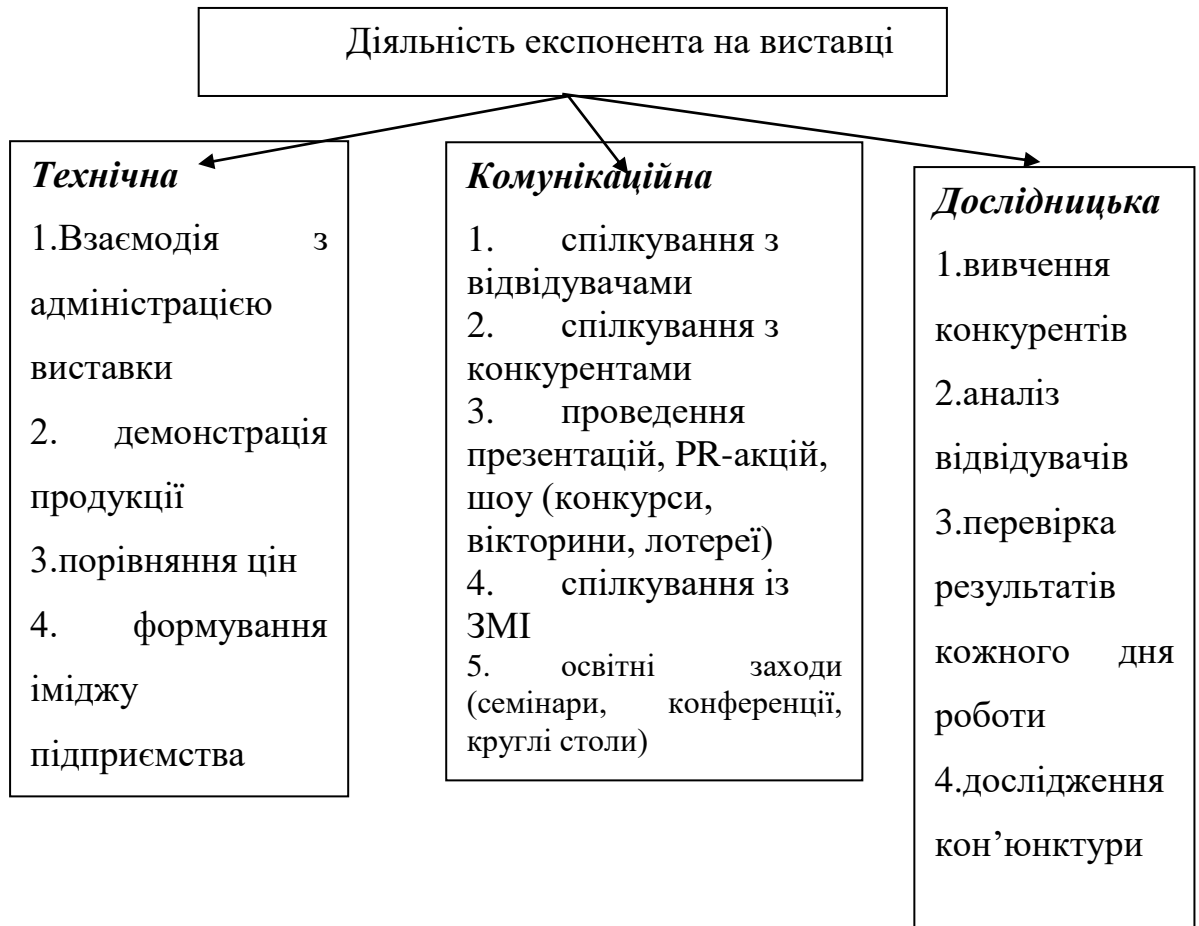 Діяльність експонента на виставці
Технічна
1.Взаємодія з
адміністрацією
виставки
2. демонстрація
продукції
3.порівняння цін
4. формування
іміджу
підприємства
Комунікаційна
1. спілкування з
відвідувачами
2. спілкування з
конкурентами
3. проведення
презентацій, PR-акцій,
шоу (конкурси,
вікторини, лотереї)
4. спілкування із
ЗМІ
5. освітні заходи
(семінари, конференції,
круглі столи)
Дослідницька
1.вивчення
конкурентів
2.аналіз
відвідувачів
3.перевірка
результатів
кожного дня
роботи
4.дослідження
кон’юнктури